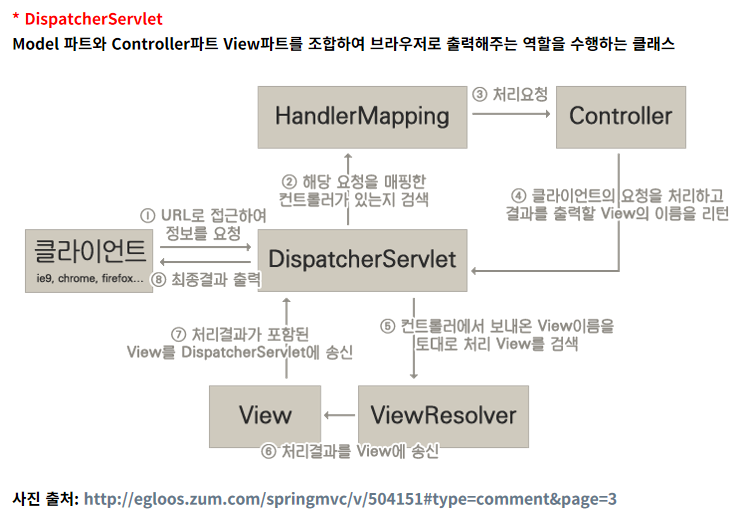 * DispatcherServlet
Model 파트와 Controller파트 View파트를 조합하여 브라우저로 출력해주는 역할을 수행하는 클래스
HandlerMapping
③ 처리요청
Controller
② 해당 요청을 매핑한
컨트롤러가 있는지 검색
④ 클라이언트의 요청을 처리하고
결과를 출력할 View의 이름을 리턴
① URL로 접근하여
정보를 요청
클라이언트
ie9, chrome, firefox...
⑧ 최종결과 출력
DispatcherServlet
⑦ 처리결과가 포함된
View를 DispatcherServlet에 송신
⑤ 컨트롤러에서 보내온 View이름을
토대로 처리 View를 검색
View
ViewResolver
⑥ 처리결과를 View에 송신
사진 출처: http://egloos.zum.com/springmvc/v/504151#type=comment&page=3